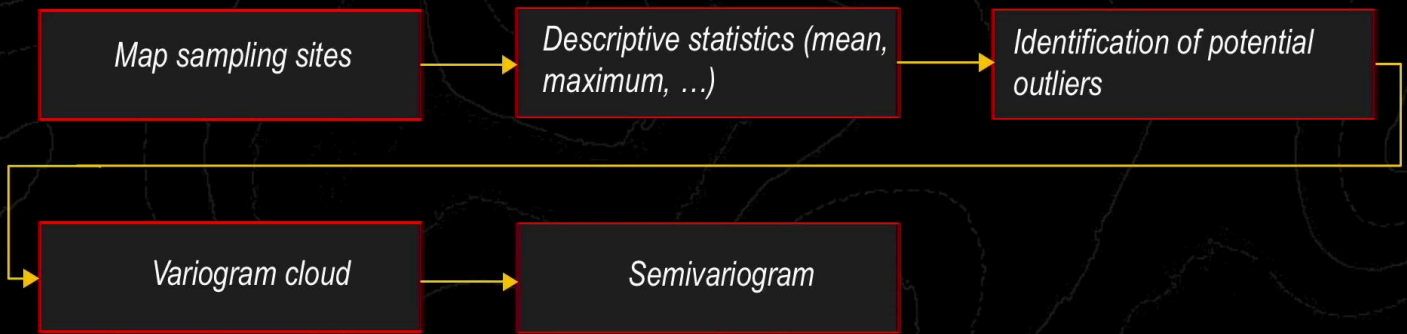 Map sampling sites
Descriptive statistics (mean,
maximum, …)
Identification of potential
outliers
Variogram cloud
Semivariogram